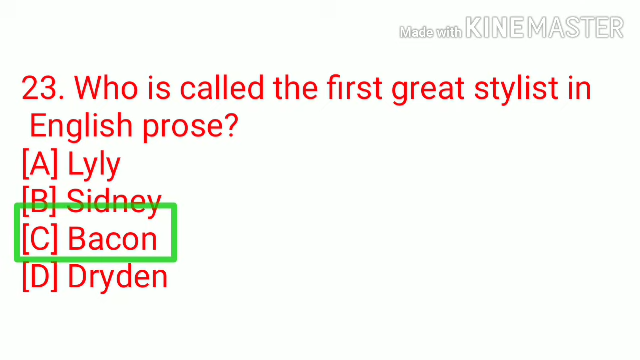 Made with KINEMASTER
23. Who is called the first great stylist in
English prose?
[A] Lyly
[B] Sidney
[C] Bacon
[D] Dryden